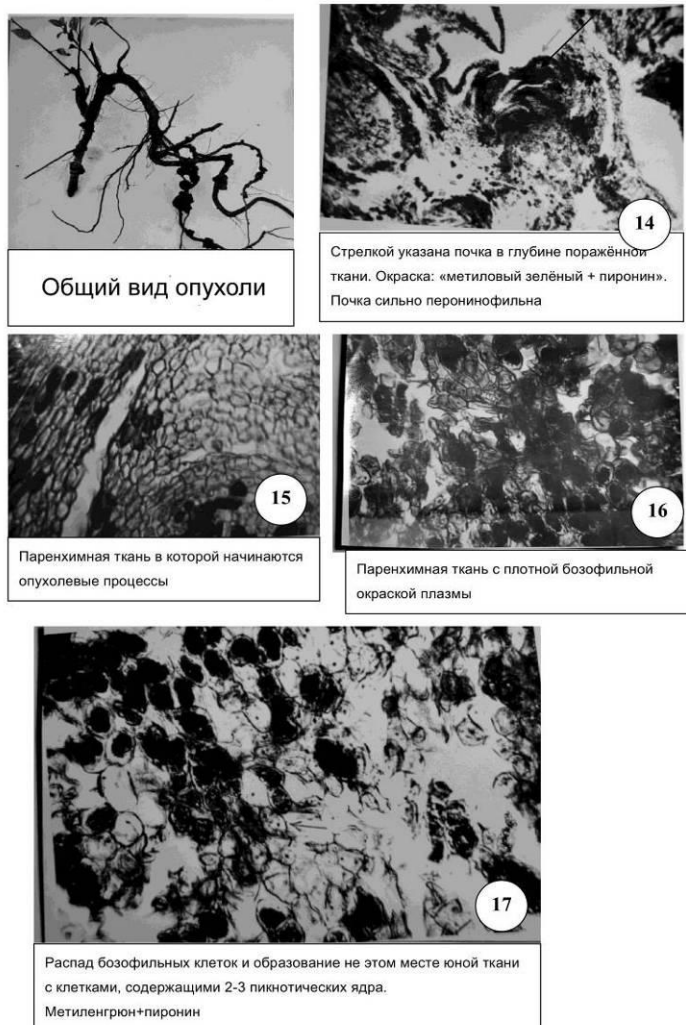 Общий вид опухоли
14
Стрелкой указана почка в глубине поражённой
ткани. Окраска: «метиловый зелёный + пиронин».
Почка сильно перонинофильна
15
Паренхимная ткань в которой начинаются
опухолевые процессы
16
Паренхимная ткань с плотной бозофильной
окраской плазмы
17
Распад бозофильных клеток и образование не этом месте юной ткани
с клетками, содержащими 2-3 пикнотических ядра.
Метиленгрюн+пиронин